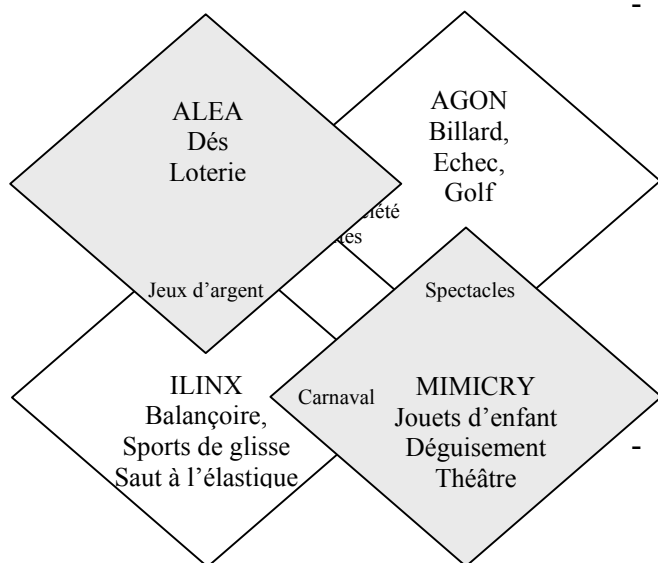 -
ALEA
Dés
Loterie
AGON
Billard,
Echec,
Golf
Jeux d’argent
Spectacles
ILINX
Balançoire,
Sports de glisse
Saut à l’élastique
Carnaval
MIMICRY
Jouets d’enfant
Déguisement
Théâtre
-